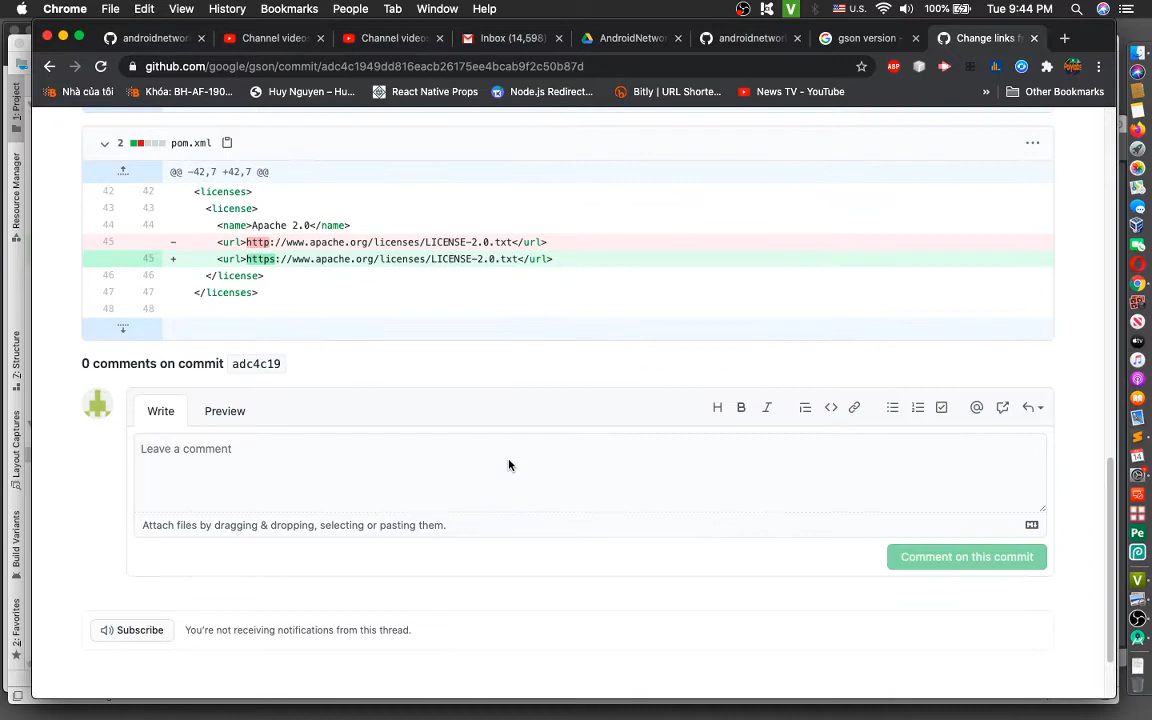 Chrome File Edit View History Bookmarks People Tab Window Help U.S. 100% Tue 9:44 PM
androidnetwor Channel videos Channel videos Inbox (14,598) AndroidNetwor androidnetwor gson version - Change links f
github.com/google/gson/commit/adc4c1949dd816eacb26175ee4bcab9f2c50b87d ABP
Nhà của tôi Khóa: BH-AF-190... Huy Nguyen – Hu... React Native Props Node.js Redirect... Bitly | URL Shorte... News TV - YouTube » Other Bookmarks
2 pom.xml
@@ -42,7 +42,7 @@
42 42 <licenses>
43 43 <license>
44 44 <name>Apache 2.0</name>
45 - <url>http://www.apache.org/licenses/LICENSE-2.0.txt</url>
45 + <url>https://www.apache.org/licenses/LICENSE-2.0.txt</url>
46 46 </license>
47 47 </licenses>
48 48
0 comments on commit adc4c19
Write Preview
Leave a comment
Attach files by dragging & dropping, selecting or pasting them.
Comment on this commit
Subscribe You're not receiving notifications from this thread.
1: Project
Resource Manager
7: Structure
Layout Captures
Build Variants
2: Favorites